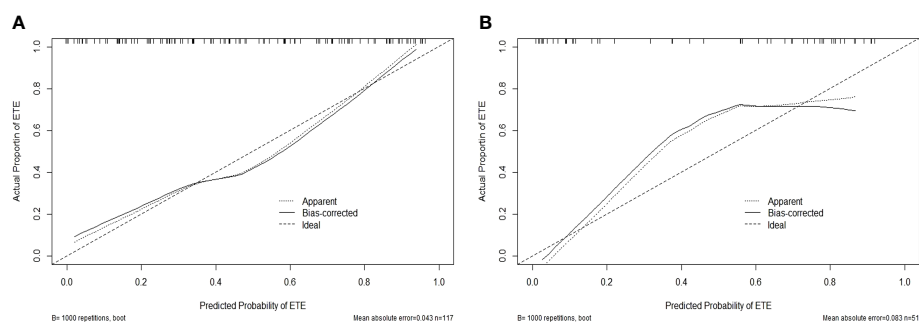 A
Actual Proportin of ETE
1.0
0.8
0.6
0.4
0.2
0.0
Apparent
Bias-corrected
Ideal
0.0 0.2 0.4 0.6 0.8 1.0
Predicted Probability of ETE
B= 1000 repetitions, boot
Mean absolute error=0.043 n=117
B
Actual Proportin of ETE
1.0
0.8
0.6
0.4
0.2
0.0
Apparent
Bias-corrected
Ideal
0.0 0.2 0.4 0.6 0.8 1.0
Predicted Probability of ETE
B= 1000 repetitions, boot
Mean absolute error=0.083 n=51